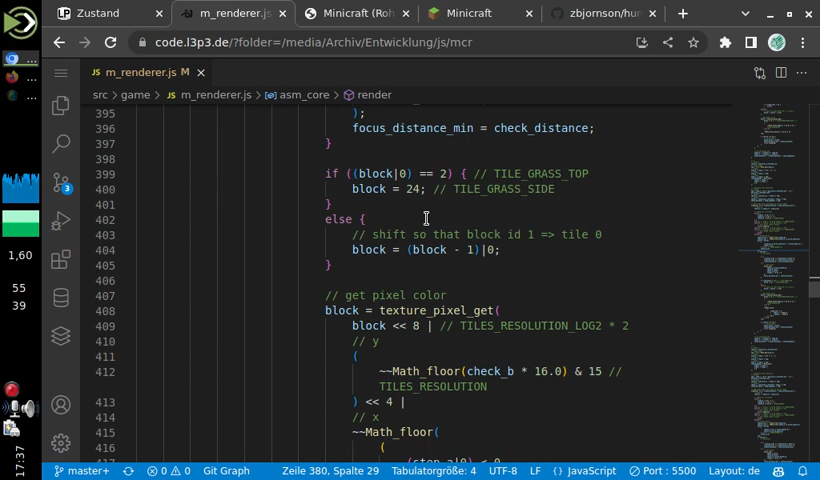 Zustand
m_renderer.js
Minicraft (Roh
Minicraft
zbjornson/hun
code.l3p3.de/?folder=/media/Archiv/Entwicklung/js/mcr
JS m_renderer.js M
src > game > JS m_renderer.js > asm_core > render
395 );
396 focus_distance_min = check_distance;
397 }
398
399 if ((block|0) == 2) { // TILE_GRASS_TOP
400 block = 24; // TILE_GRASS_SIDE
401 }
402 else {
403 // shift so that block id 1 => tile 0
404 block = (block - 1)|0;
405 }
406
407 // get pixel color
408 block = texture_pixel_get(
409 block << 8 | // TILES_RESOLUTION_LOG2 * 2
410 // y
411 (
412 ~~Math_floor(check_b * 16.0) & 15 //
TILES_RESOLUTION
413 ) << 4 |
414 // x
415 ~~Math_floor(
416 (
3
1,60
55
39
17:37
master+
0
0
Git Graph
Zeile 380, Spalte 29
Tabulatorgröße: 4
UTF-8
LF
{} JavaScript
Port : 5500
Layout: de